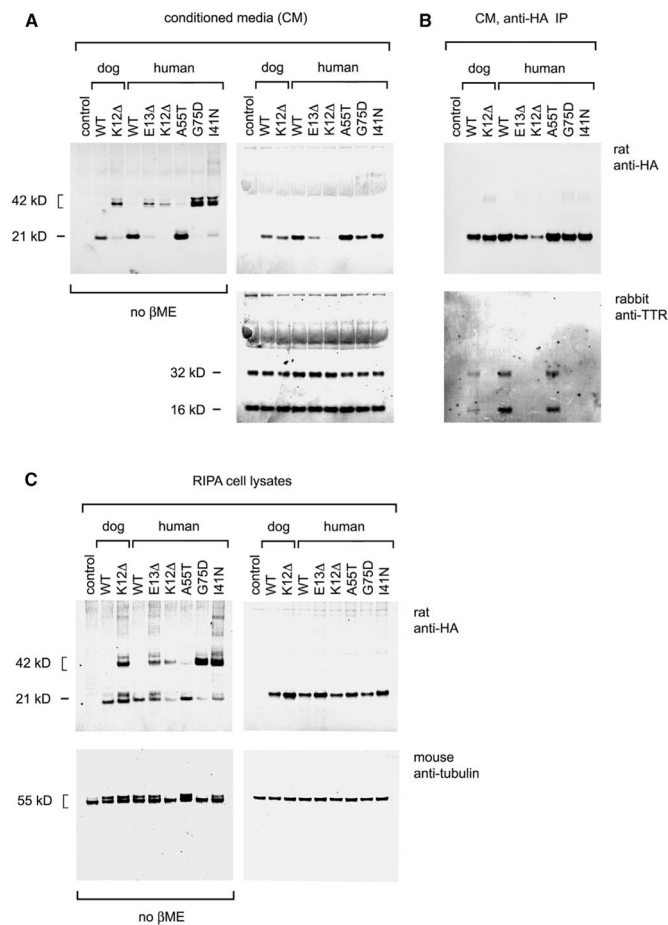 A
conditioned media (CM)
dog human
control WT K12Δ WT E13Δ K12Δ A55T G75D I41N
42 kD
21 kD
no βME
dog human
control WT K12Δ WT E13Δ K12Δ A55T G75D I41N
32 kD
16 kD
B
CM, anti-HA IP
dog human
control WT K12Δ WT E13Δ K12Δ A55T G75D I41N
rat
anti-HA
rabbit
anti-TTR
C
RIPA cell lysates
dog human
control WT K12Δ WT E13Δ K12Δ A55T G75D I41N
42 kD
21 kD
55 kD
no βME
dog human
control WT K12Δ WT E13Δ K12Δ A55T G75D I41N
rat
anti-HA
mouse
anti-tubulin